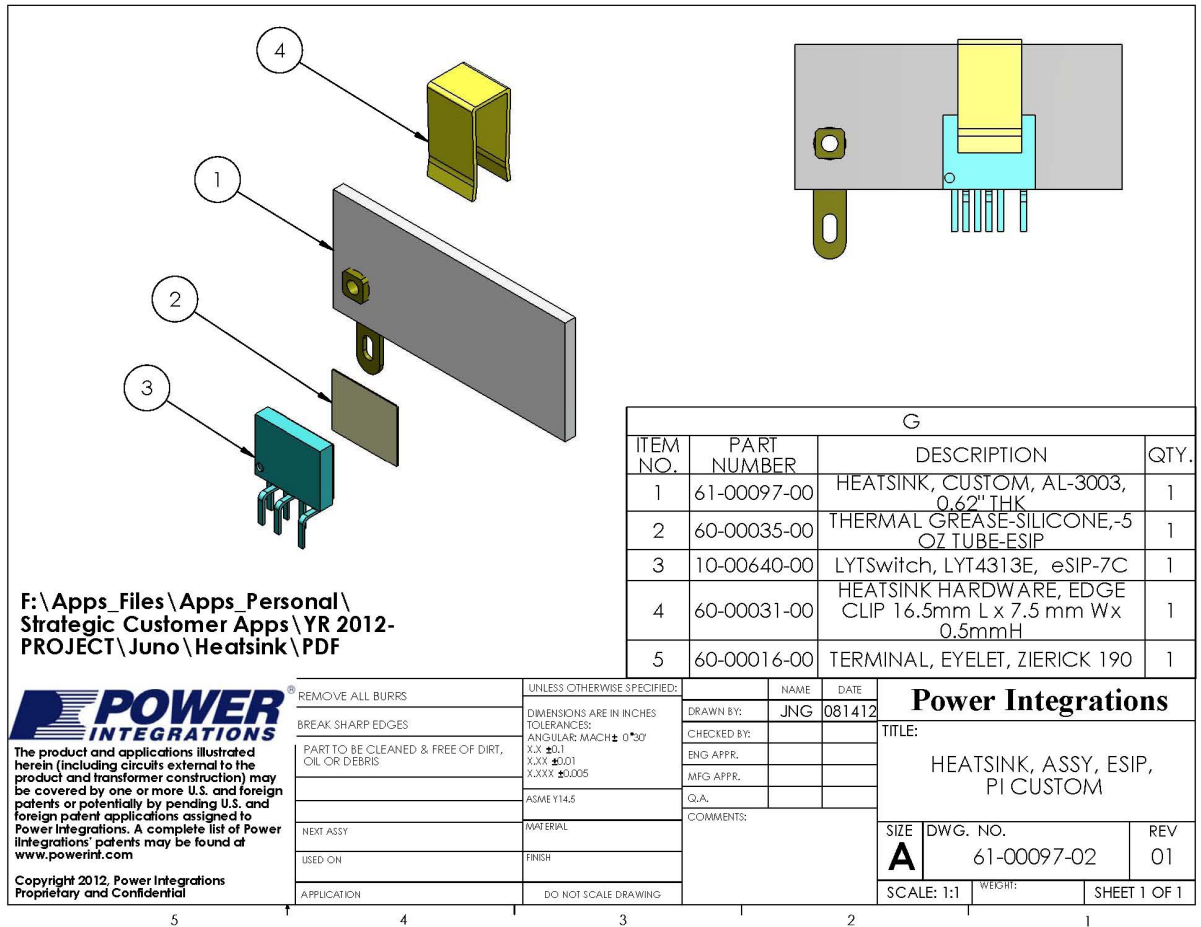 4
1
2
3
F:\Apps_Files\Apps_Personal\
Strategic Customer Apps\YR 2012-
PROJECT\Juno\Heatsink\PDF
G
ITEM NO. PART NUMBER DESCRIPTION QTY.
1 61-00097-00 HEATSINK, CUSTOM, AL-3003,
0.62" THK 1
2 60-00035-00 THERMAL GREASE-SILICONE,-5
OZ TUBE-ESIP 1
3 10-00640-00 LYTSwitch, LYT4313E, eSIP-7C 1
4 60-00031-00 HEATSINK HARDWARE, EDGE
CLIP 16.5mm L x 7.5 mm W x
0.5mmH 1
5 60-00016-00 TERMINAL, EYELET, ZIERICK 190 1
POWER
INTEGRATIONS
®
The product and applications illustrated
herein (including circuits external to the
product and transformer construction) may
be covered by one or more U.S. and foreign
patents or potentially by pending U.S. and
foreign patent applications assigned to
Power Integrations. A complete list of Power
iIntegrations' patents may be found at
www.powerint.com
Copyright 2012, Power Integrations
Proprietary and Confidential
REMOVE ALL BURRS
BREAK SHARP EDGES
PART TO BE CLEANED & FREE OF DIRT,
OIL OR DEBRIS
NEXT ASSY
USED ON
APPLICATION
UNLESS OTHERWISE SPECIFIED:
DIMENSIONS ARE IN INCHES
TOLERANCES:
ANGULAR: MACH± 0°30'
X.X ±0.1
X.XX ±0.01
X.XXX ±0.005
ASME Y14.5
MATERIAL
FINISH
DO NOT SCALE DRAWING
NAME DATE
DRAWN BY: JNG 081412
CHECKED BY:
ENG APPR.
MFG APPR.
Q.A.
COMMENTS:
Power Integrations
TITLE:
HEATSINK, ASSY, ESIP,
PI CUSTOM
SIZE DWG. NO. REV
A 61-00097-02 01
SCALE: 1:1 WEIGHT: SHEET 1 OF 1
5 4 3 2 1